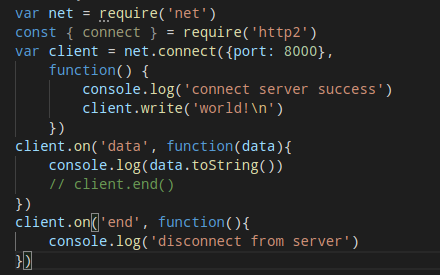 var net = require('net')
const { connect } = require('http2')
var client = net.connect({port: 8000},
    function() {
        console.log('connect server success')
        client.write('world!\n')
    })
client.on('data', function(data){
    console.log(data.toString())
    // client.end()
})
client.on('end', function(){
    console.log('disconnect from server')
})